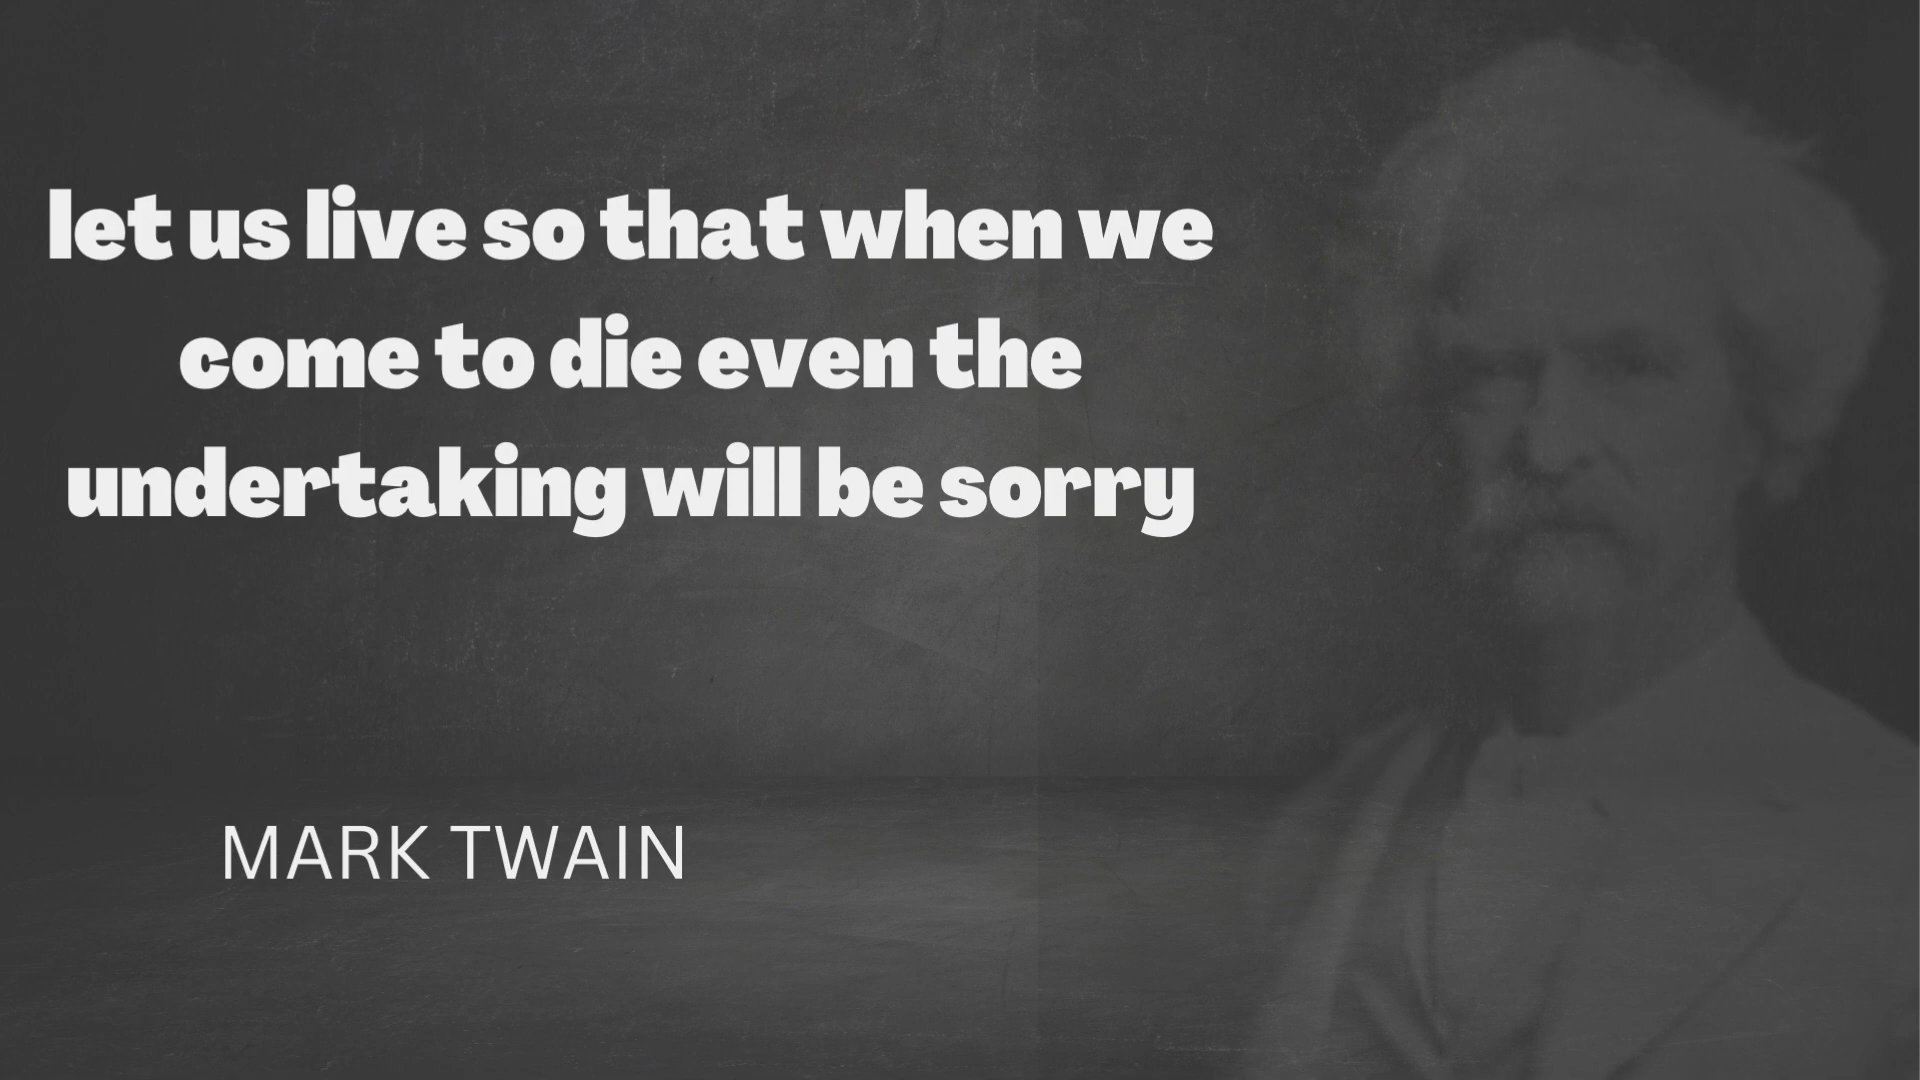 let us live so that when we
come to die even the
undertaking will be sorry
MARK TWAIN